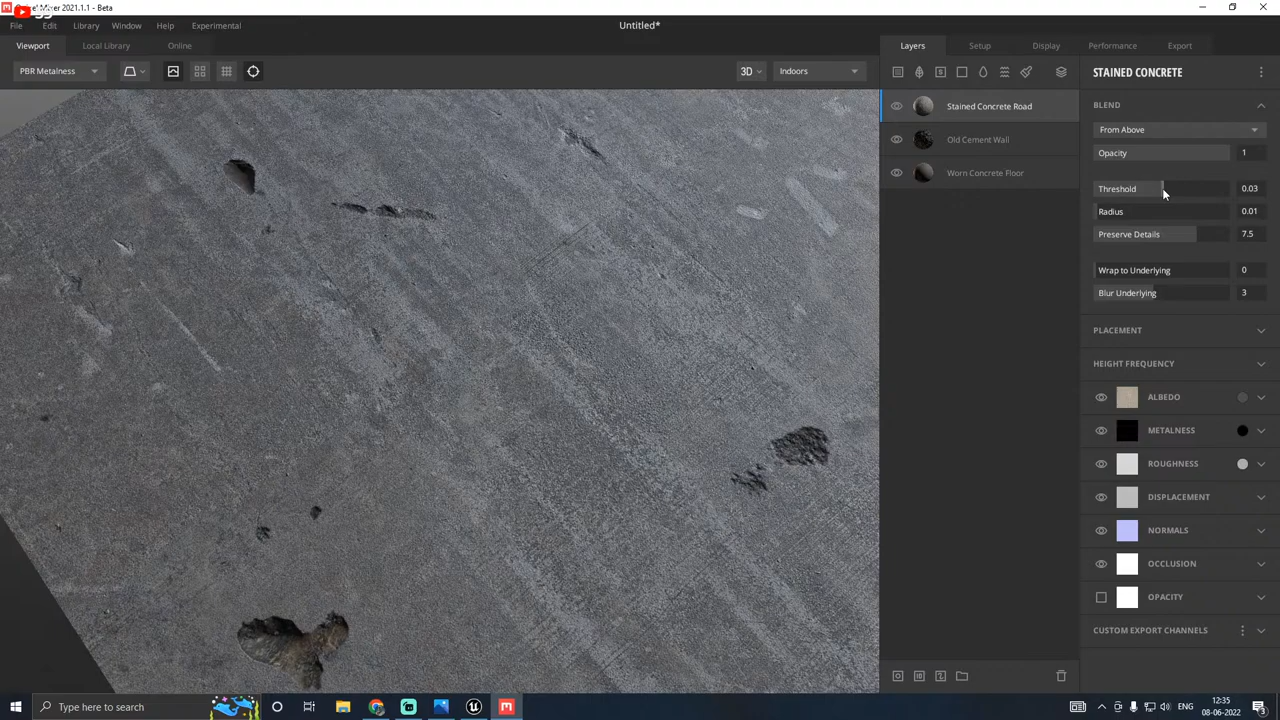 2021.1.1 - Beta
File Edit Library Window Help Experimental
Untitled*
Viewport Local Library Online
Layers Setup Display Performance Export
PBR Metalness
3D
Indoors
STAINED CONCRETE
Stained Concrete Road
Old Cement Wall
Worn Concrete Floor
BLEND
From Above
Opacity 1
Threshold 0.03
Radius 0.01
Preserve Details 7.5
Wrap to Underlying 0
Blur Underlying 3
PLACEMENT
HEIGHT FREQUENCY
ALBEDO
METALNESS
ROUGHNESS
DISPLACEMENT
NORMALS
OCCLUSION
OPACITY
CUSTOM EXPORT CHANNELS
Type here to search
ENG
12:35
08-06-2022